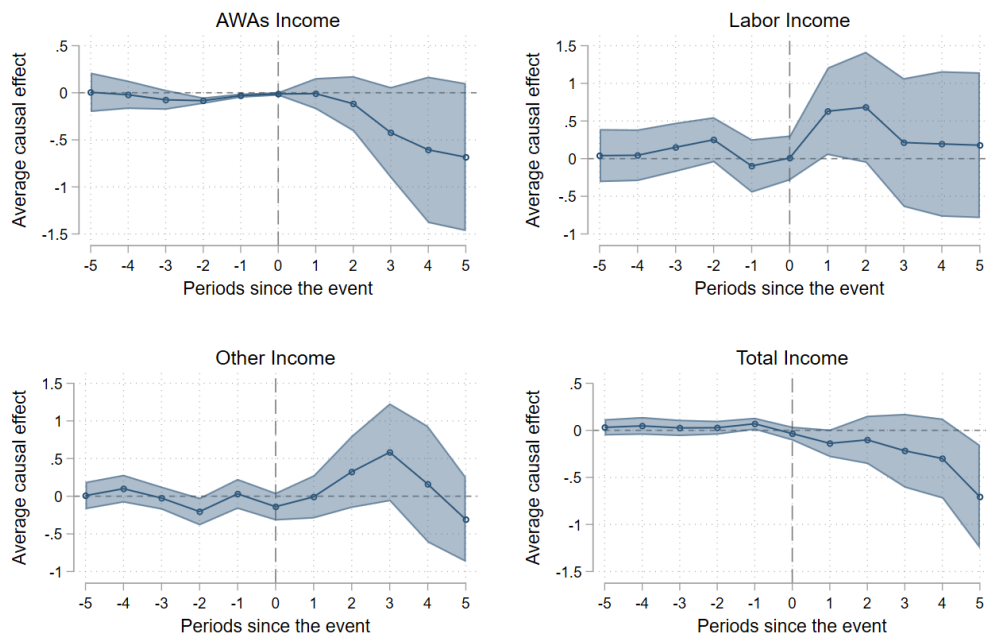 AWAs Income
Average causal effect
.5
0
-.5
-1
-1.5
-5 -4 -3 -2 -1 0 1 2 3 4 5
Periods since the event
Labor Income
Average causal effect
1.5
1
.5
0
-.5
-1
-5 -4 -3 -2 -1 0 1 2 3 4 5
Periods since the event
Other Income
Average causal effect
1.5
1
.5
0
-.5
-1
-5 -4 -3 -2 -1 0 1 2 3 4 5
Periods since the event
Total Income
Average causal effect
.5
0
-.5
-1
-1.5
-5 -4 -3 -2 -1 0 1 2 3 4 5
Periods since the event